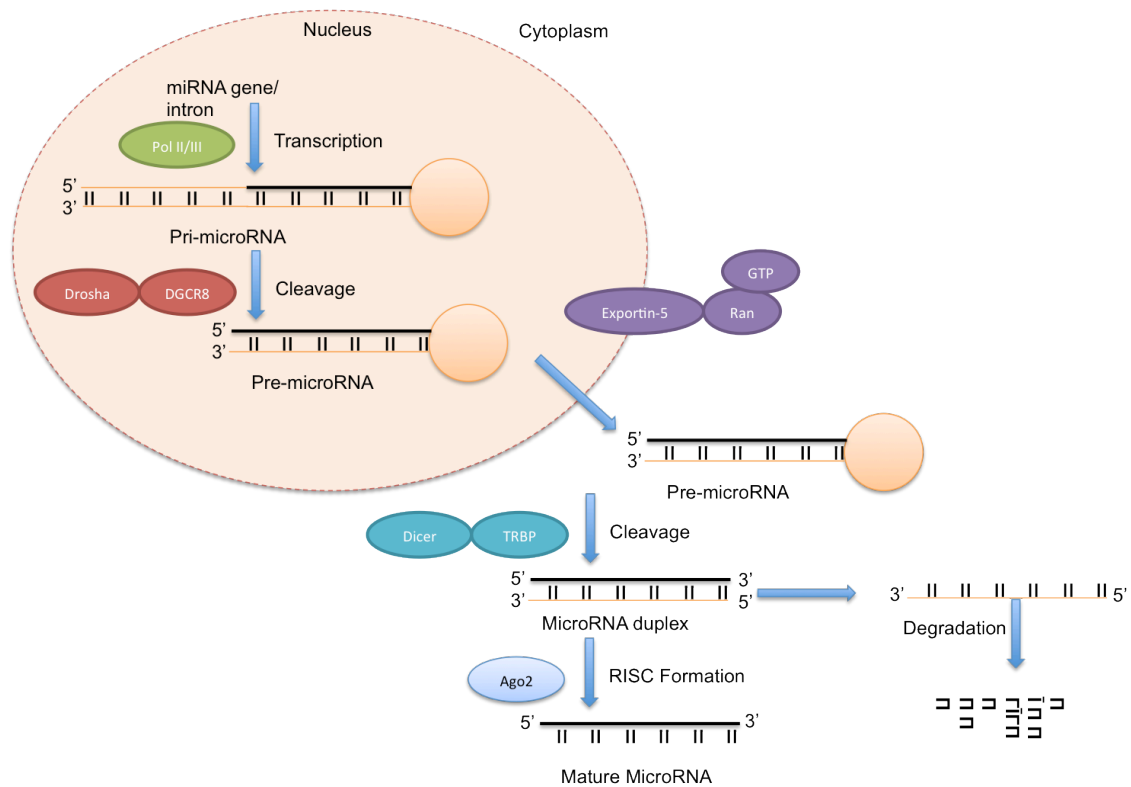 Nucleus
Cytoplasm
miRNA gene/
intron
Pol II/III
Transcription
5’
3’
Pri-microRNA
Drosha
DGCR8
Cleavage
GTP
Exportin-5
Ran
5’
3’
Pre-microRNA
5’
3’
Pre-microRNA
Dicer
TRBP
Cleavage
5’
3’
3’
5’
MicroRNA duplex
3’
5’
Degradation
Ago2
RISC Formation
5’
3’
Mature MicroRNA